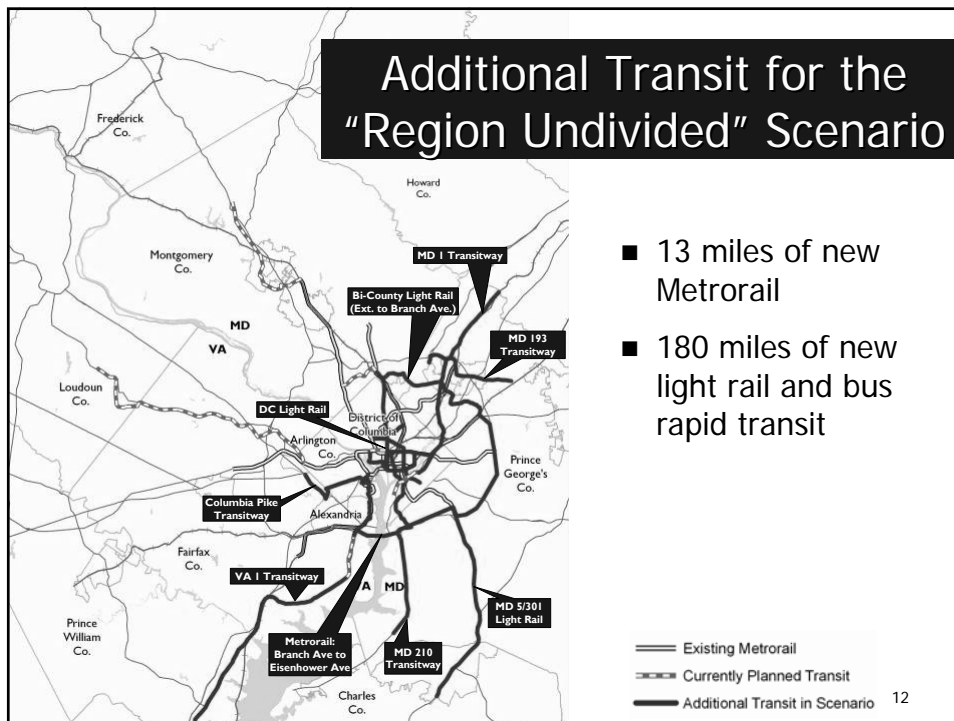 Additional Transit for the
"Region Undivided" Scenario
■ 13 miles of new
Metrorail
■ 180 miles of new
light rail and bus
rapid transit
Frederick
Co.
Howard
Co.
Montgomery
Co.
MD 1 Transitway
Bi-County Light Rail
(Ext. to Branch Ave.)
MD
VA
MD 193
Transitway
Loudoun
Co.
DC Light Rail
District of
Columbia
Arlington
Co.
Prince
George's
Co.
Columbia Pike
Transitway
Alexandria
Fairfax
Co.
VA 1 Transitway
A MD
Prince
William
Co.
Metrorail:
Branch Ave to
Eisenhower Ave
MD 210
Transitway
MD 5/301
Light Rail
Charles
Co.
Existing Metrorail
Currently Planned Transit
Additional Transit in Scenario
12